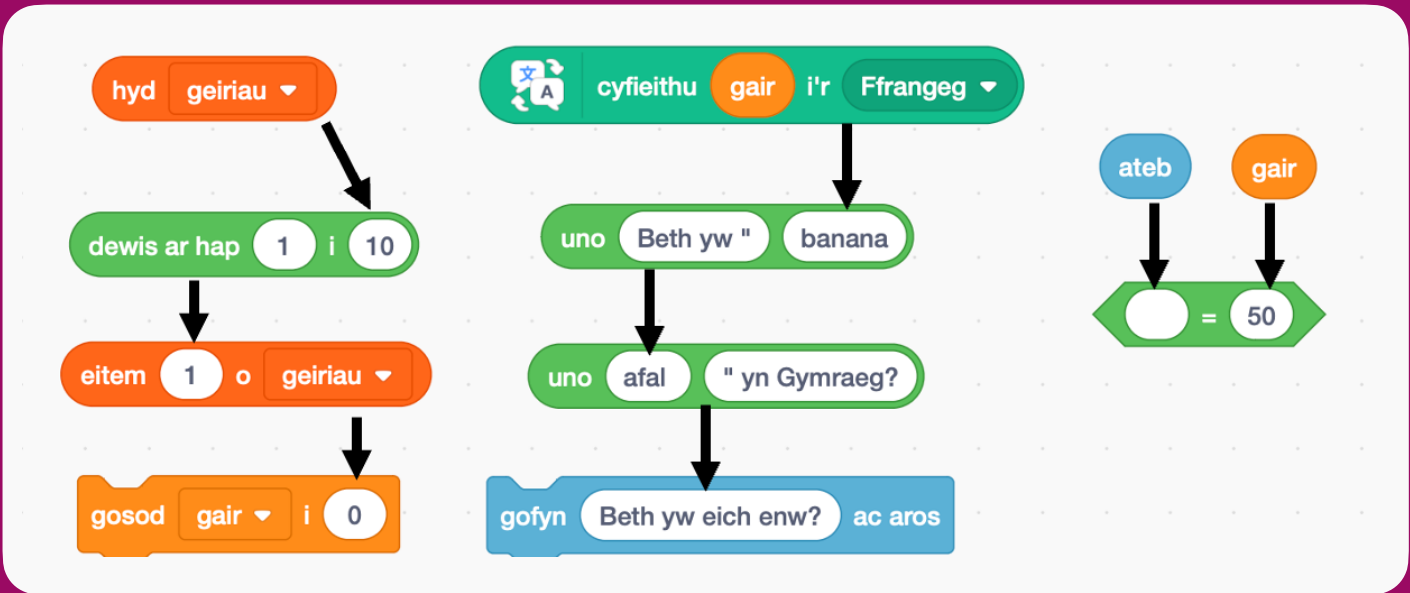 hyd geiriau
dewis ar hap 1 i 10
eitem 1 o geiriau
gosod gair i 0
文 A cyfieithu gair i'r Ffrangeg
uno Beth yw " banana
uno afal " yn Gymraeg?
gofyn Beth yw eich enw? ac aros
ateb gair
= 50